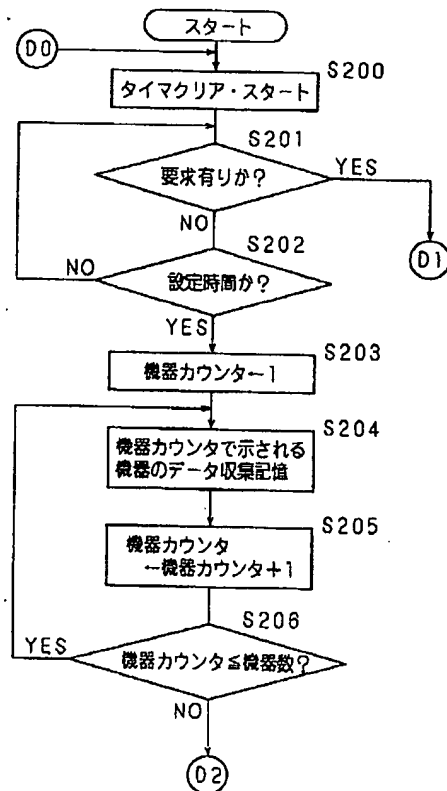 スタート
D0
S200
タイマクリア・スタート
S201
要求有りか?
YES
NO
D1
S202
NO
設定時間か?
YES
S203
機器カウンター←1
S204
機器カウンタで示される
機器のデータ収集記憶
S205
機器カウンタ
←機器カウンタ+1
S206
YES
機器カウンタ≦機器数?
NO
D2